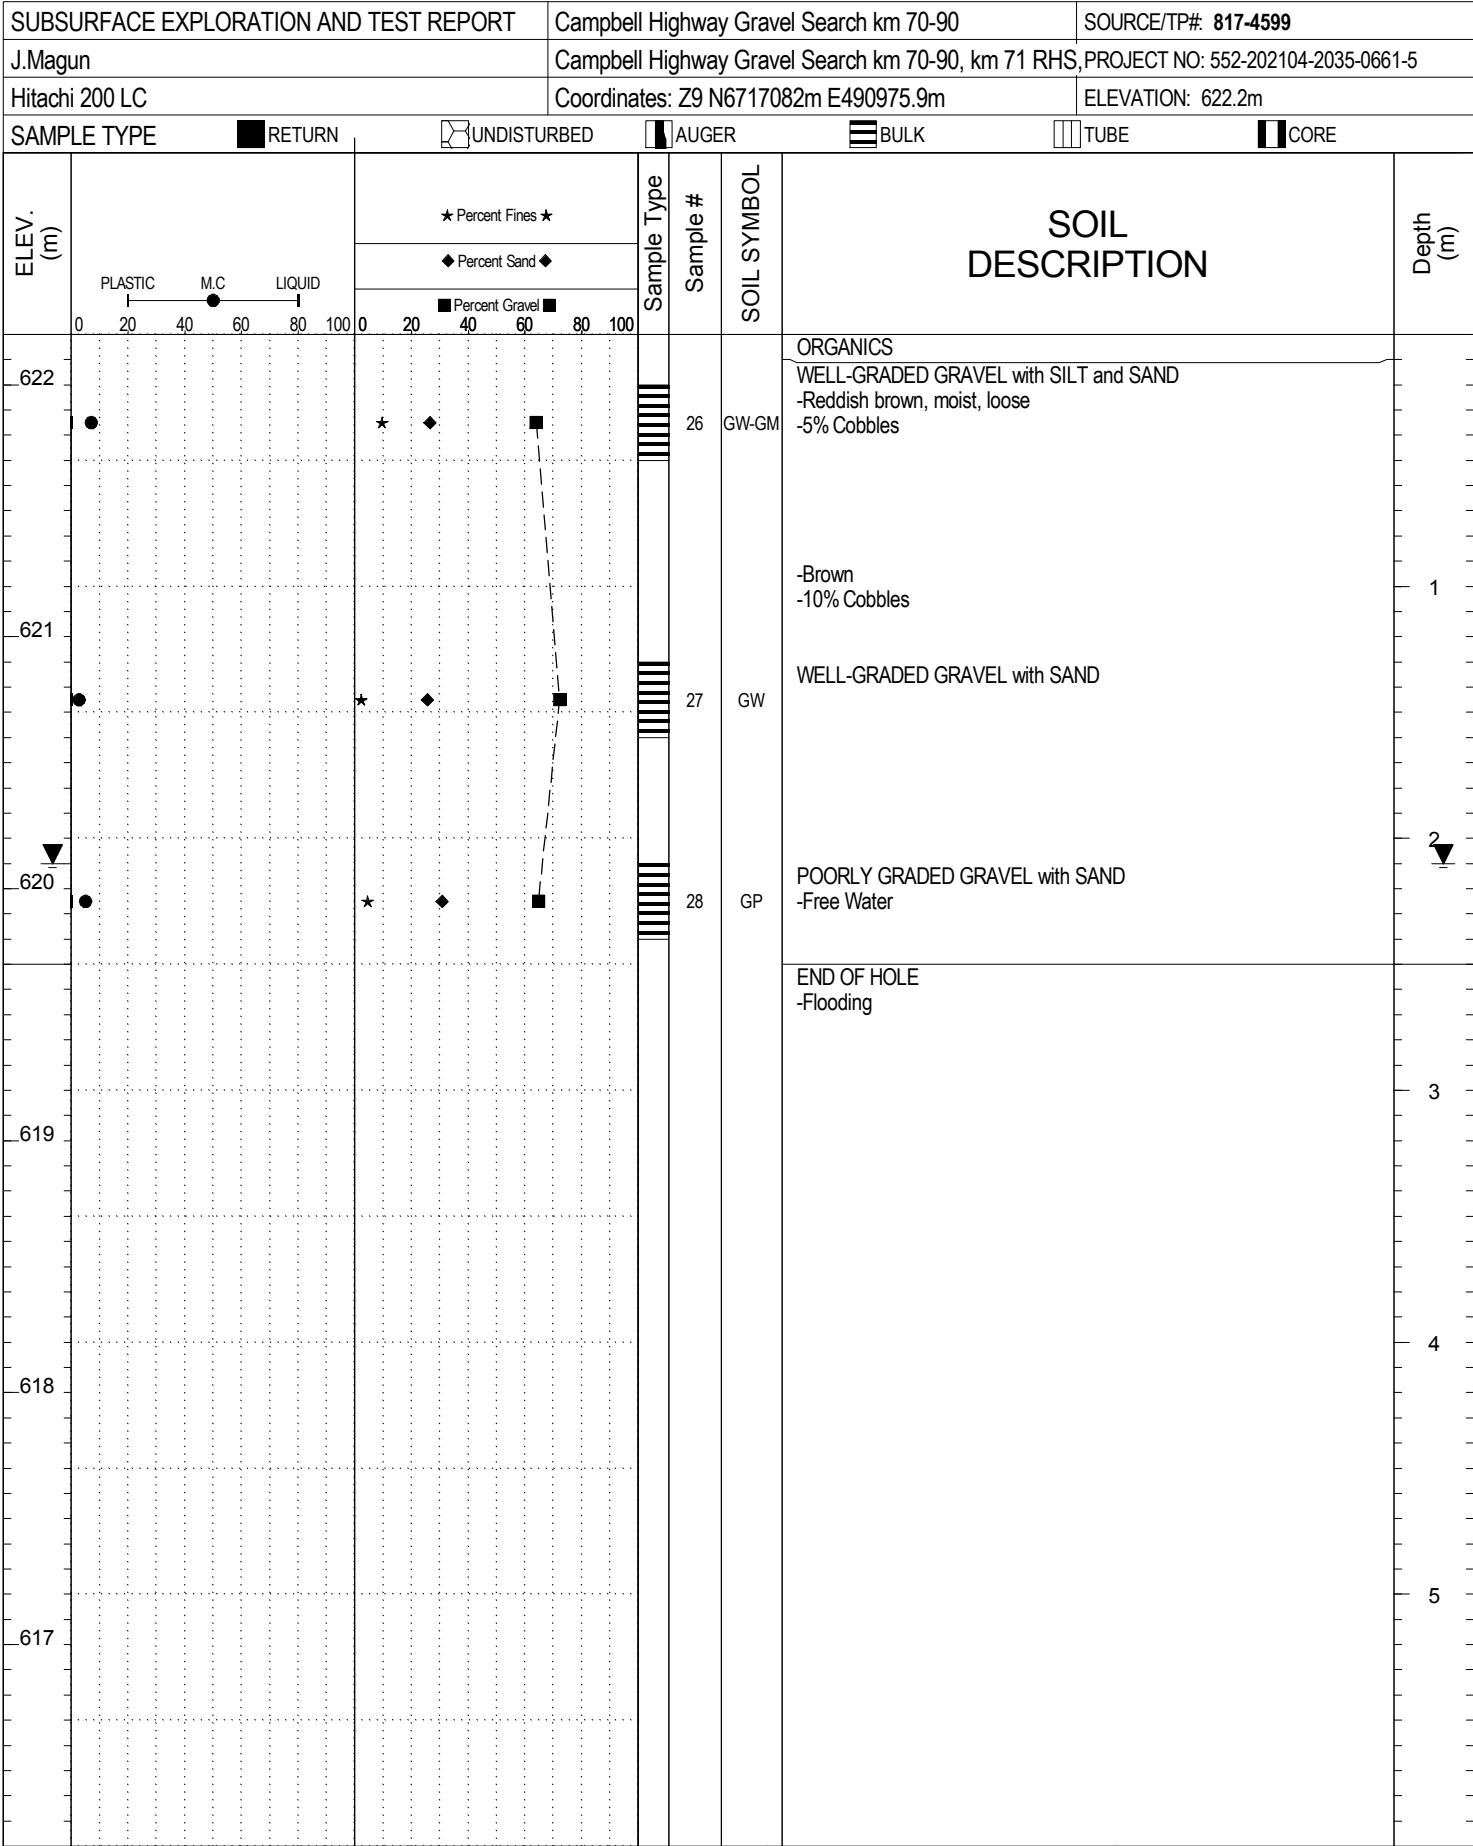 SUBSURFACE EXPLORATION AND TEST REPORT
Campbell Highway Gravel Search km 70-90
SOURCE/TP#: 817-4599
J.Magun
Campbell Highway Gravel Search km 70-90, km 71 RHS,
PROJECT NO: 552-202104-2035-0661-5
Hitachi 200 LC
Coordinates: Z9 N6717082m E490975.9m
ELEVATION: 622.2m
SAMPLE TYPE
RETURN
UNDISTURBED
AUGER
BULK
TUBE
CORE
ELEV.
(m)
PLASTIC M.C LIQUID
0 20 40 60 80 100
Percent Fines
Percent Sand
Percent Gravel
0 20 40 60 80 100
Sample Type
Sample #
SOIL SYMBOL
SOIL
DESCRIPTION
Depth
(m)
ORGANICS
622
WELL-GRADED GRAVEL with SILT and SAND
-Reddish brown, moist, loose
26 GW-GM
-5% Cobbles
-Brown
1
-10% Cobbles
621
WELL-GRADED GRAVEL with SAND
27 GW
2
620
POORLY GRADED GRAVEL with SAND
28 GP
-Free Water
END OF HOLE
-Flooding
3
619
4
618
5
617